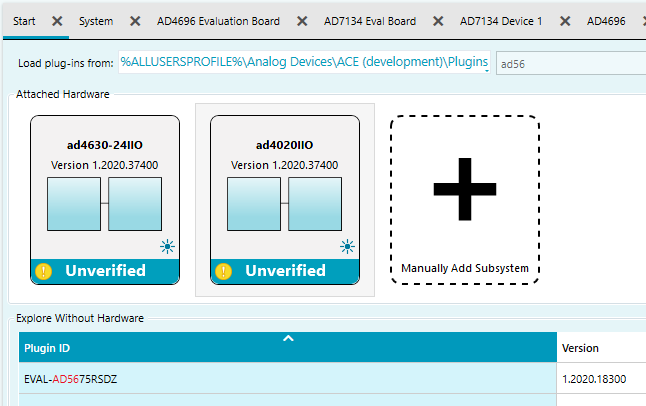 Start System AD4696 Evaluation Board AD7134 Eval Board AD7134 Device 1 AD4696
Load plug-ins from: %ALLUSERSPROFILE%\Analog Devices\ACE (development)\Plugins ad56
Attached Hardware
ad4630-24IIO
Version 1.2020.37400
Unverified
ad4020IIO
Version 1.2020.37400
Unverified
Manually Add Subsystem
Explore Without Hardware
Plugin ID Version
EVAL-AD5675RSDZ 1.2020.18300